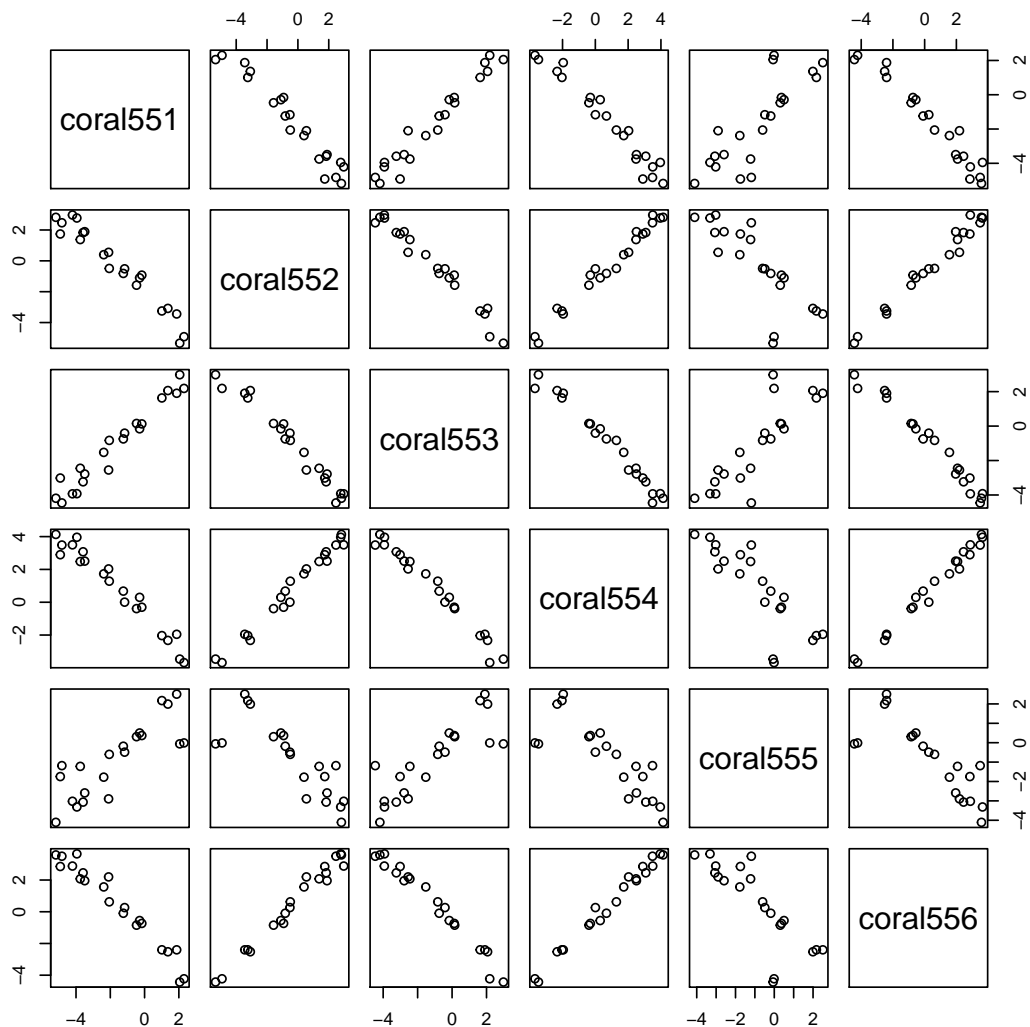 −4 0 2 −2 0 2 4 −4 0 2
coral551
−4 0 2
−4 0 2
coral552
coral553
−4 −2 0 2
−2 0 2 4
coral554
coral555
−4 −2 0 2
−4 0 2
coral556
−4 0 2 −4 0 2 −4 −2 0 2